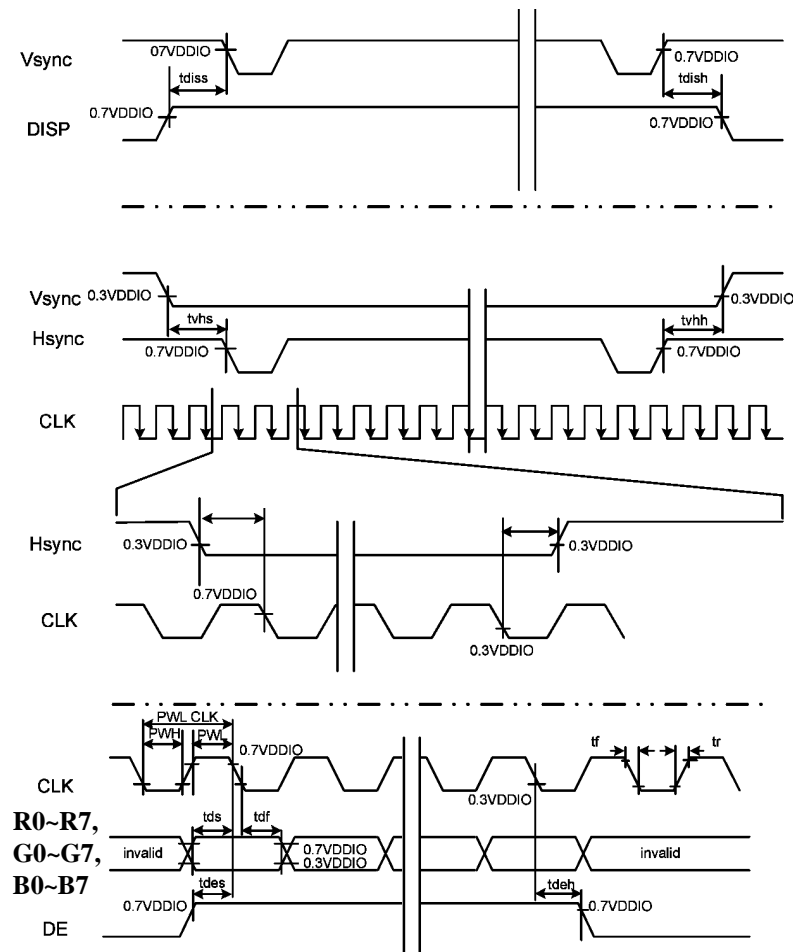 Vsync
07VDDIO
0.7VDDIO
tdiss
tdish
0.7VDDIO
0.7VDDIO
DISP
Vsync
0.3VDDIO
0.3VDDIO
tvhs
tvhh
Hsync
0.7VDDIO
0.7VDDIO
CLK
Hsync
0.3VDDIO
0.3VDDIO
0.7VDDIO
CLK
0.3VDDIO
PWL CLK
PWH
PWL
0.7VDDIO
tf
tr
CLK
0.3VDDIO
R0~R7,
G0~G7,
B0~B7
tds
tdf
invalid
0.7VDDIO
0.3VDDIO
invalid
tdes
tdeh
0.7VDDIO
0.7VDDIO
DE